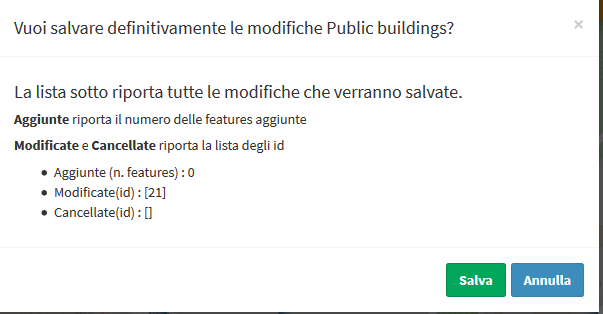 Vuoi salvare definitivamente le modifiche Public buildings?
×
La lista sotto riporta tutte le modifiche che verranno salvate.
Aggiunte riporta il numero delle features aggiunte
Modificate e Cancellate riporta la lista degli id
• Aggiunte (n. features) : 0
• Modificate(id) : [21]
• Cancellate(id) : []
Salva
Annulla